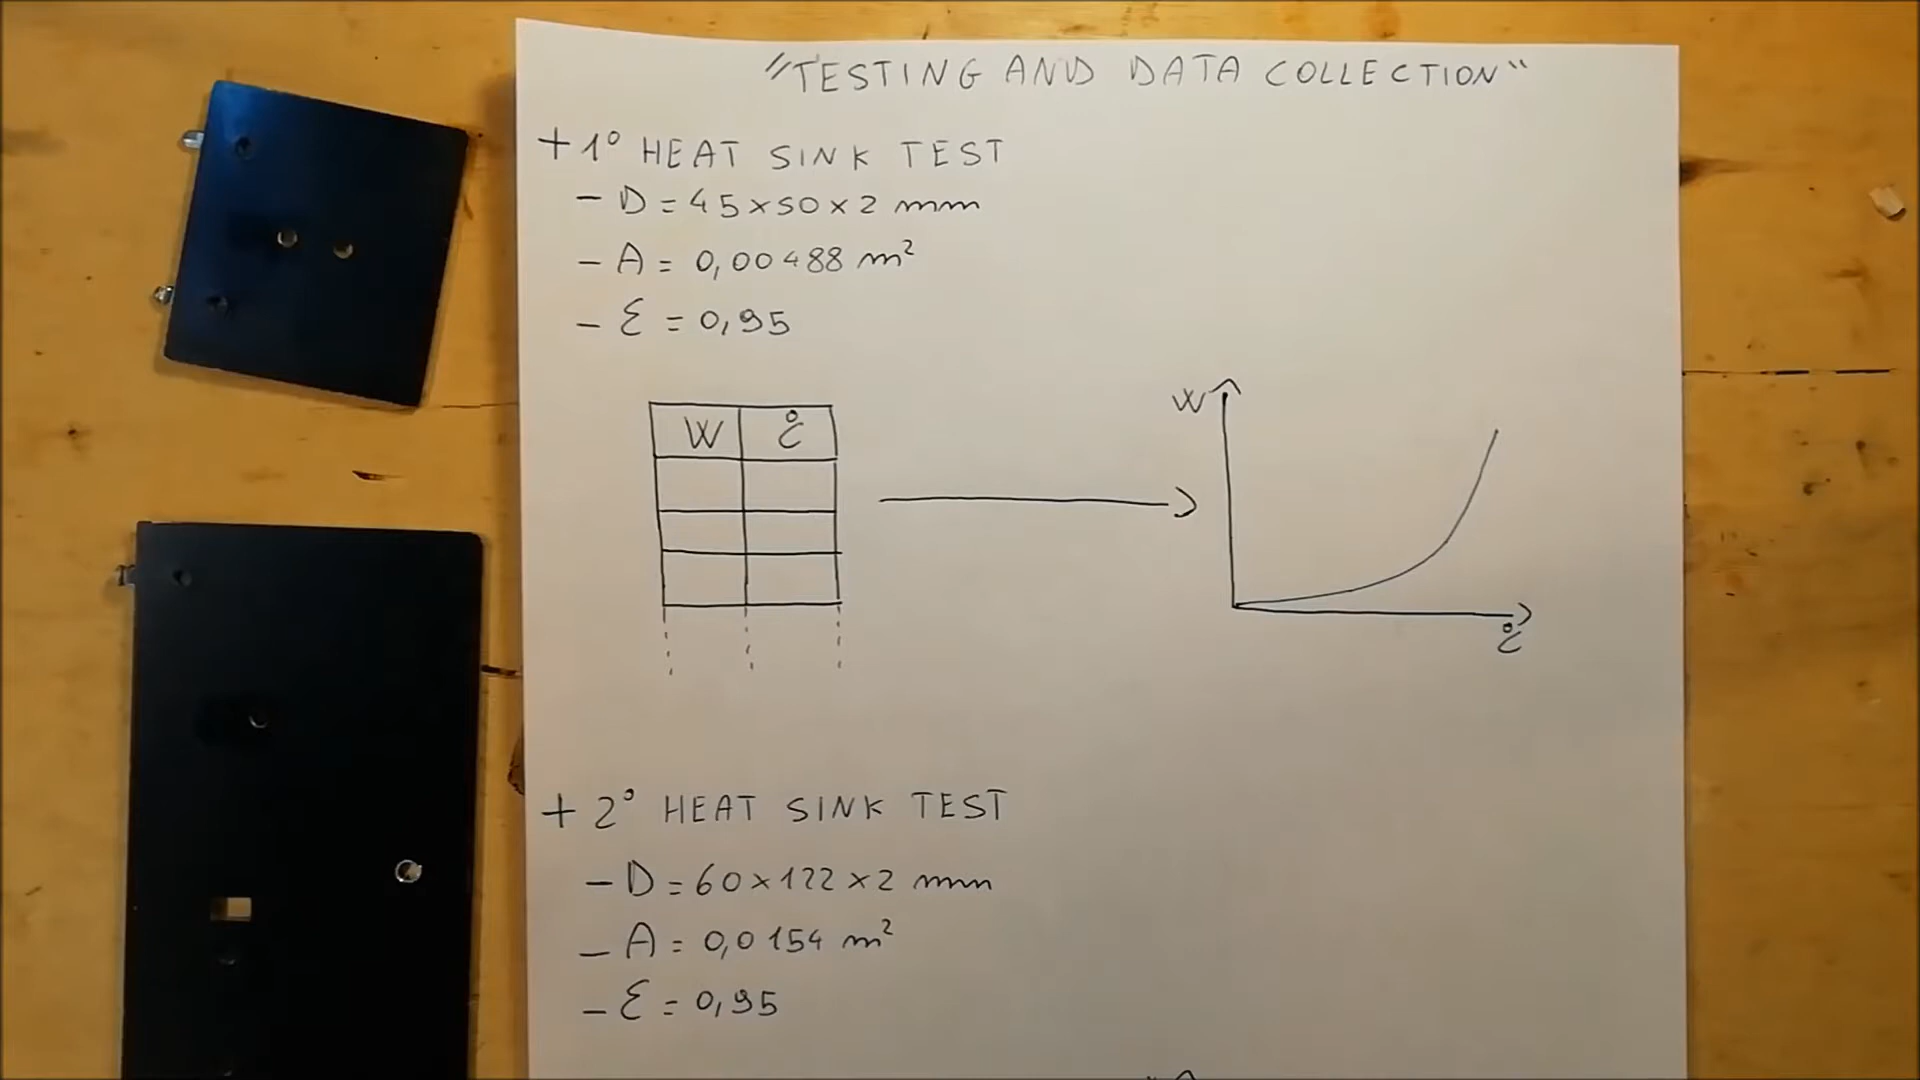 "TESTING AND DATA COLLECTION"
+ 1° HEAT SINK TEST
- D = 45×50×2 mm
- A = 0,00488 m²
- Ɛ = 0,95
W °C
W
°C
+ 2° HEAT SINK TEST
- D = 60×122×2 mm
- A = 0,0154 m²
- Ɛ = 0,95